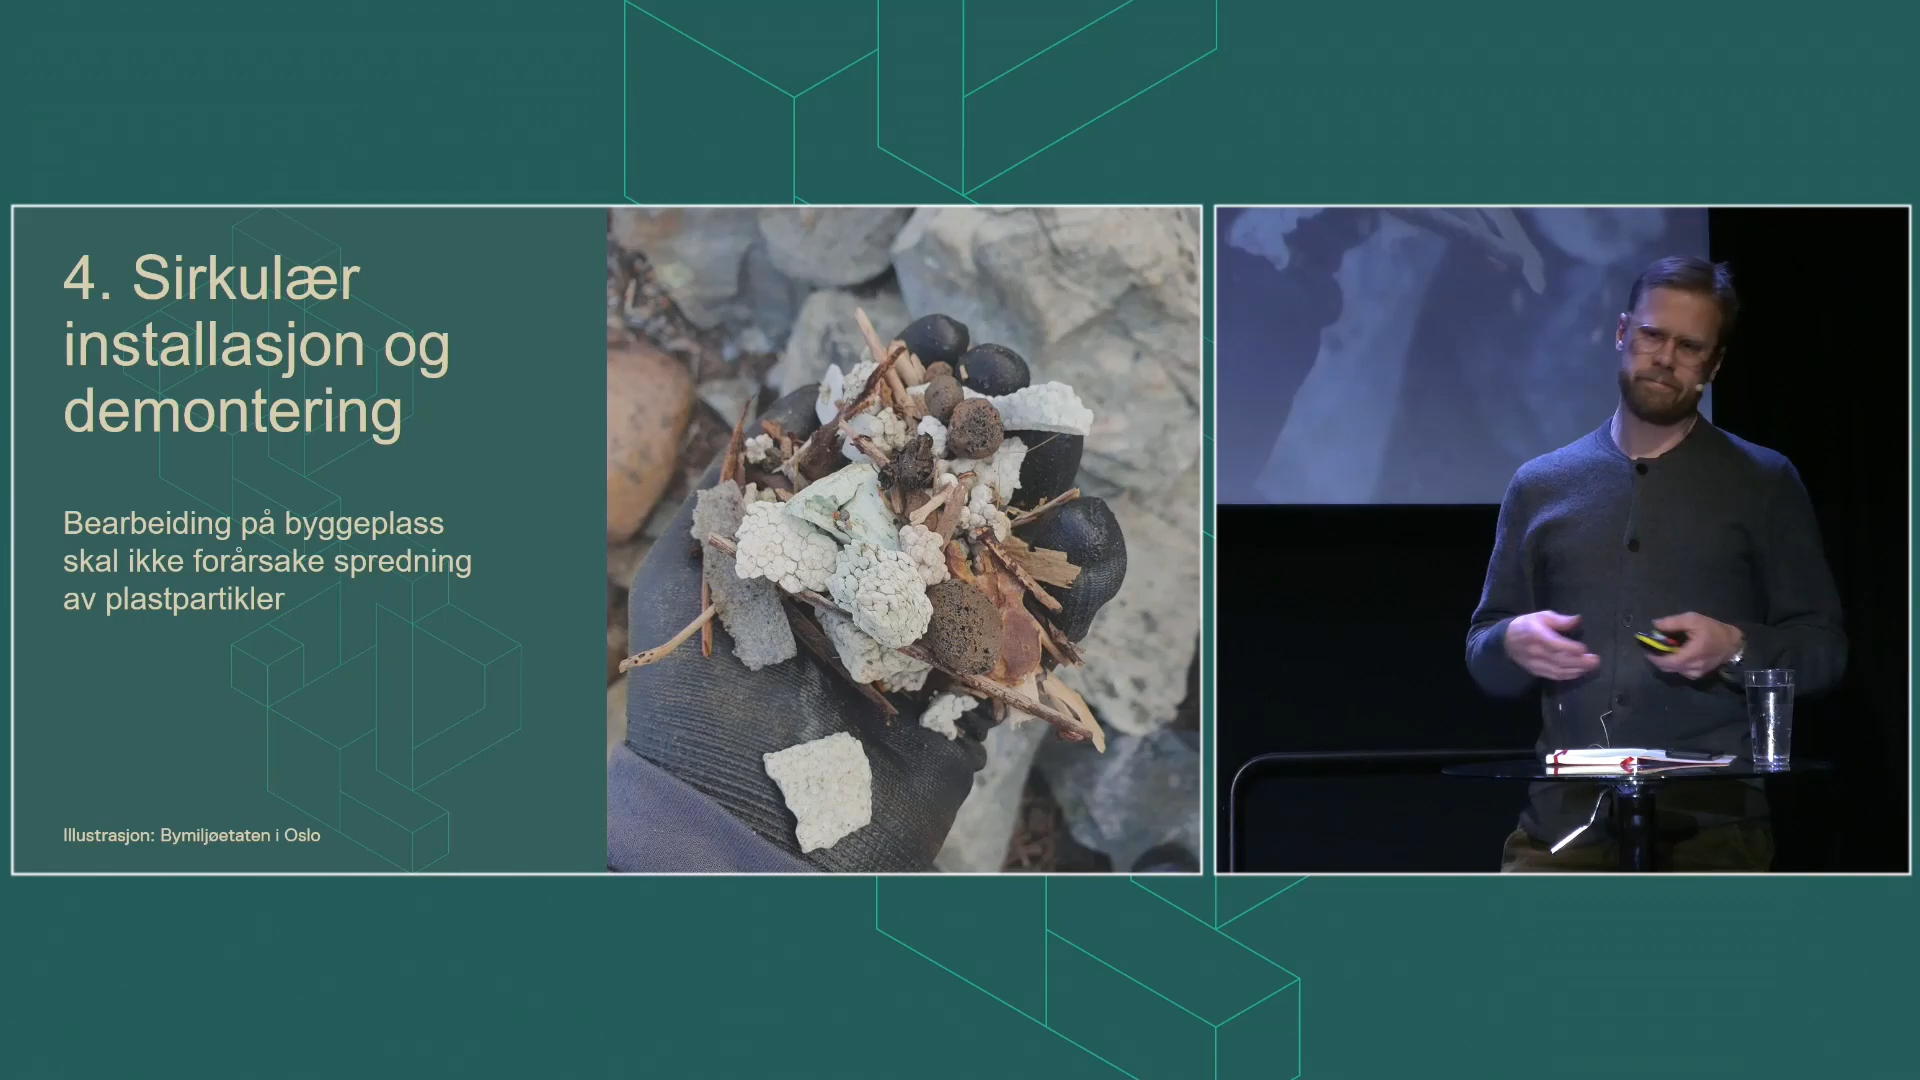 4. Sirkulær
installasjon og
demontering
Bearbeiding på byggeplass
skal ikke forårsake spredning
av plastpartikler
Illustrasjon: Bymiljøetaten i Oslo